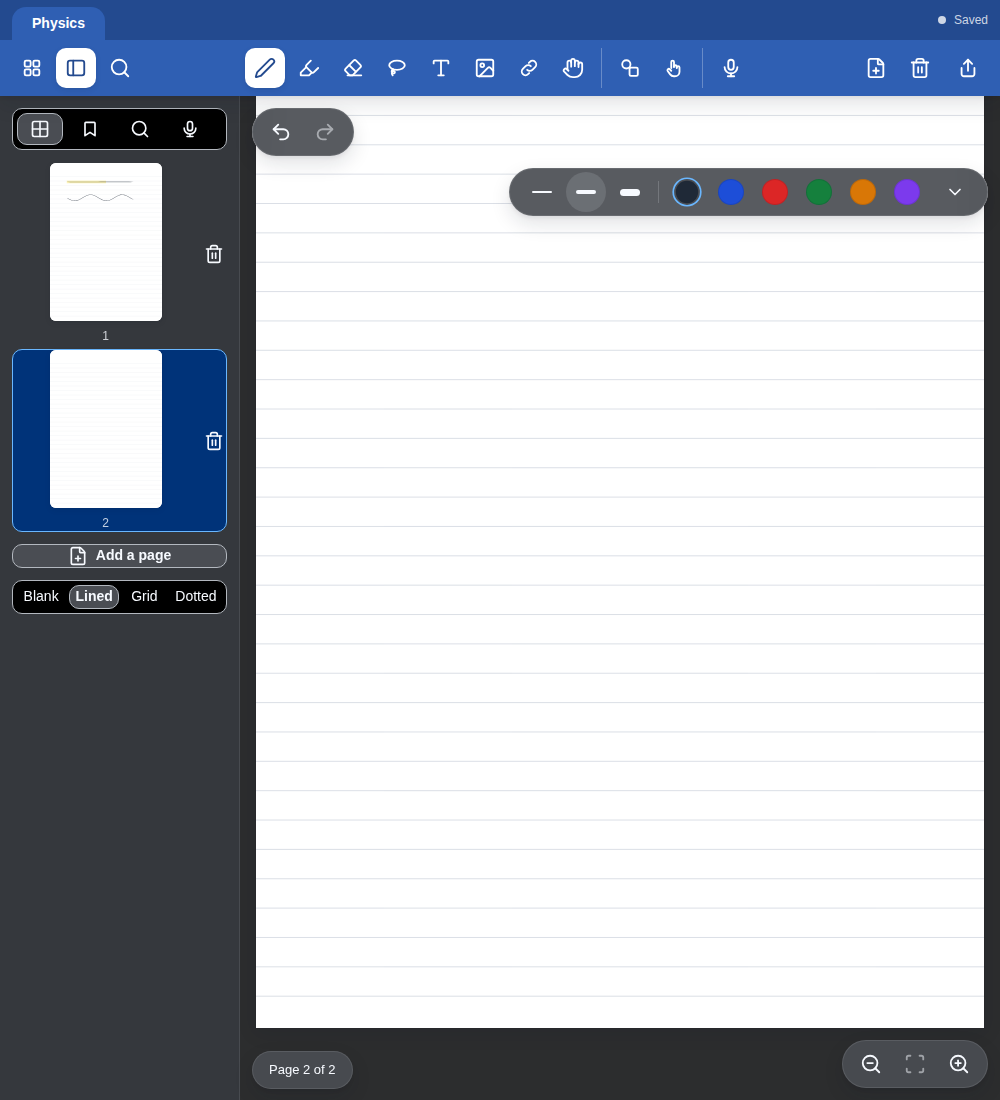 Physics
Saved
1
2
Add a page
Blank Lined Grid Dotted
Page 2 of 2